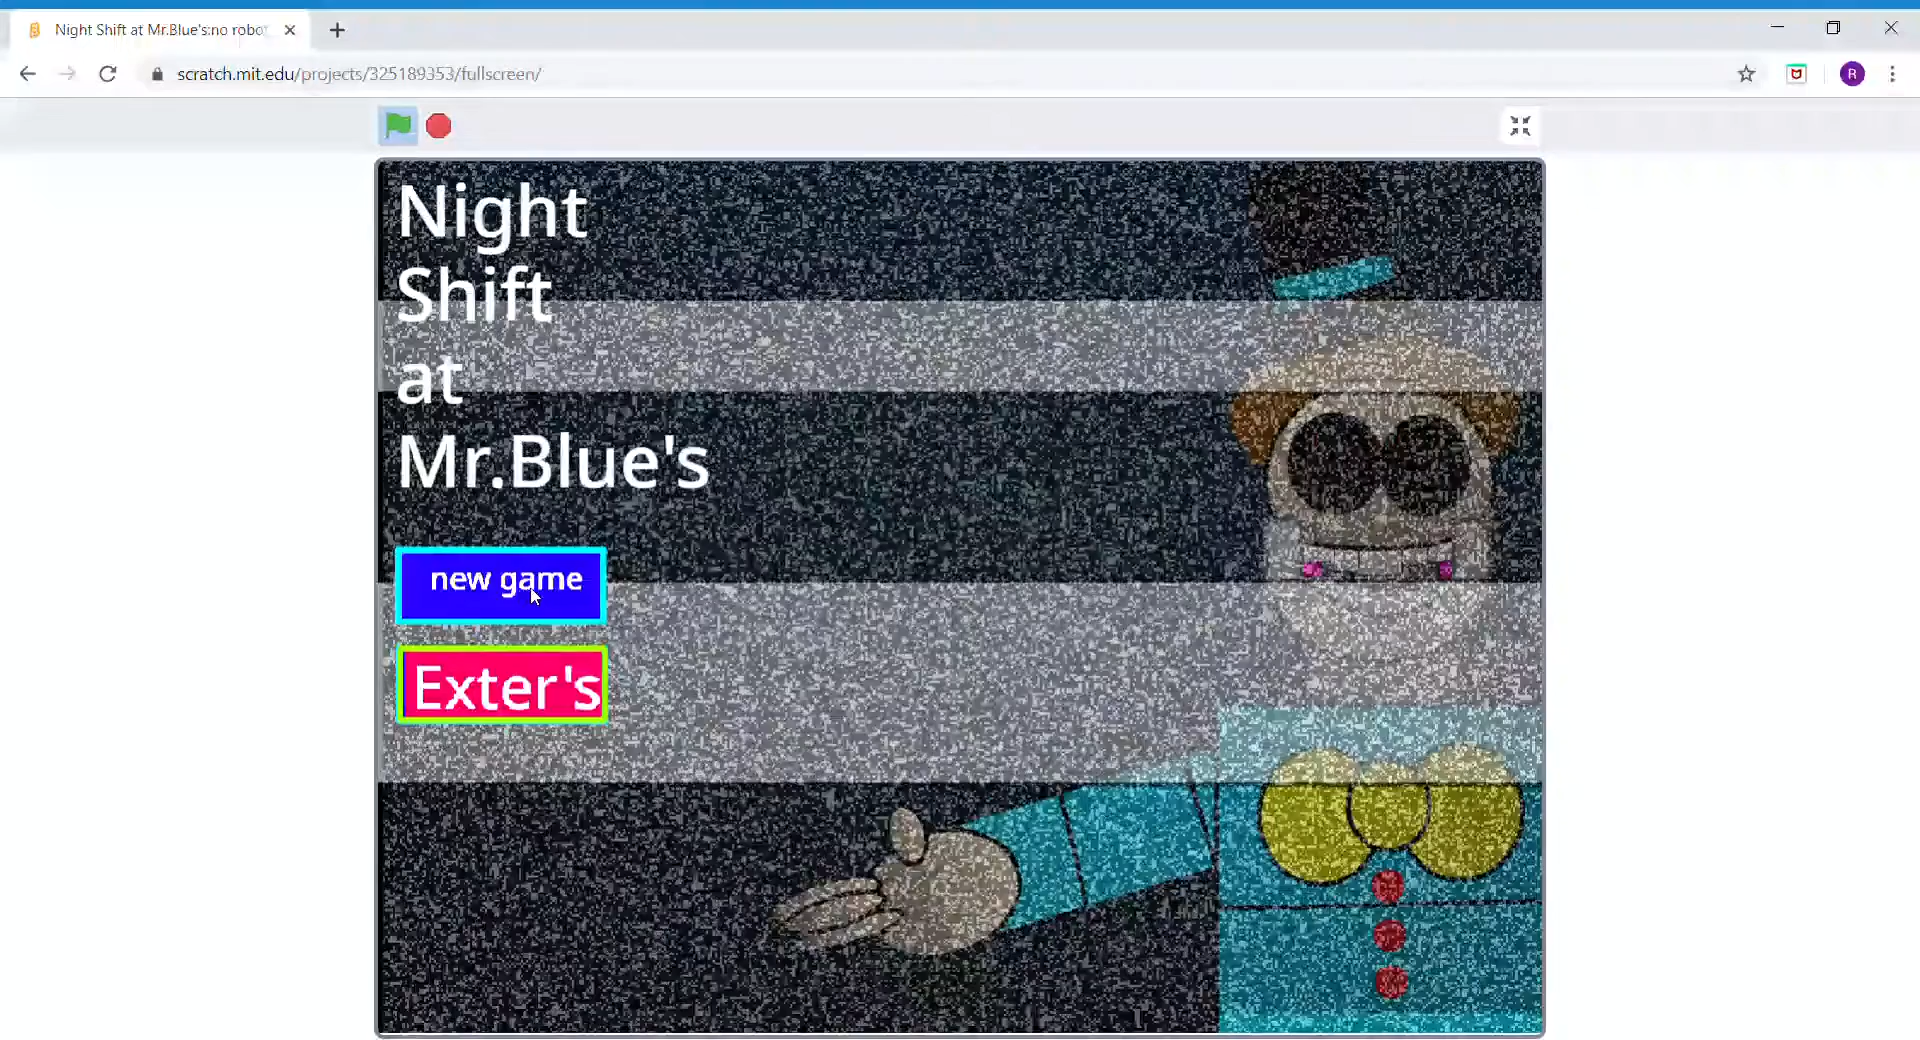 Night Shift at Mr.Blue's:no robo
scratch.mit.edu/projects/325189353/fullscreen/
R
Night
Shift
at
Mr.Blue's
new game
Exter's